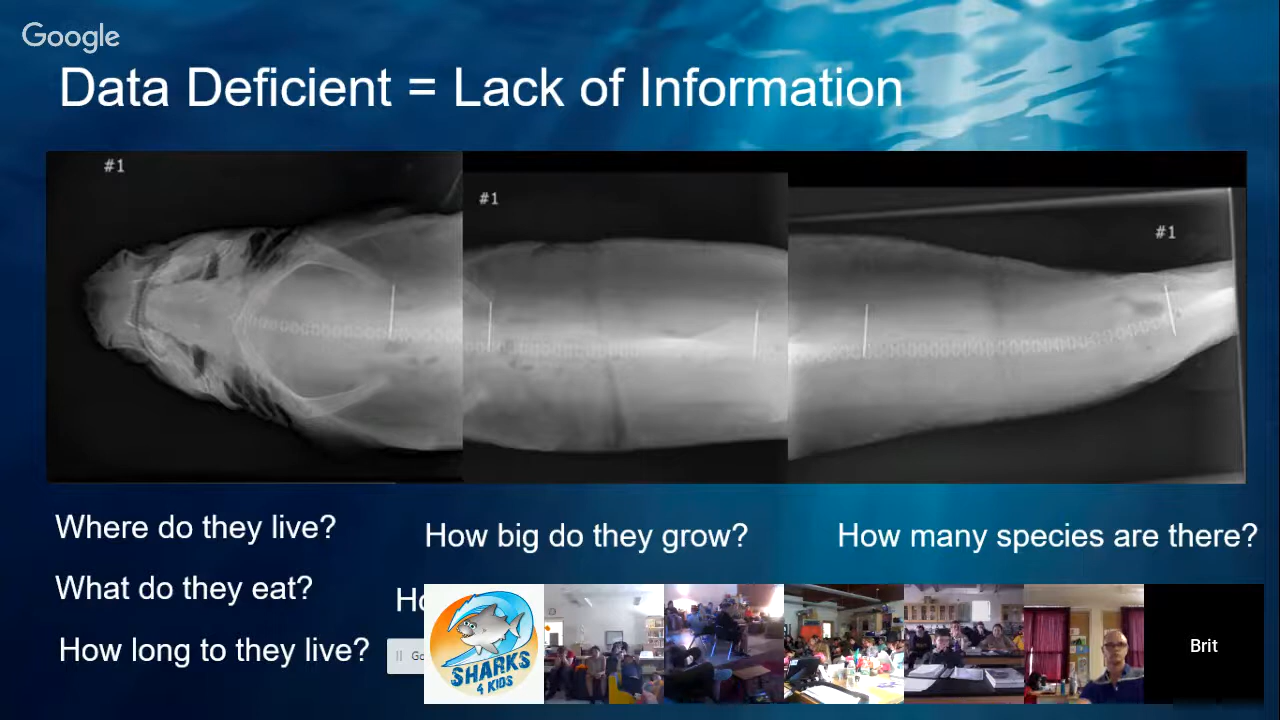 Google
Data Deficient = Lack of Information
#1
#1
#1
Where do they live?
How big do they grow?
How many species are there?
What do they eat?
How long to they live?
SHARKS
4 KIDS
Brit